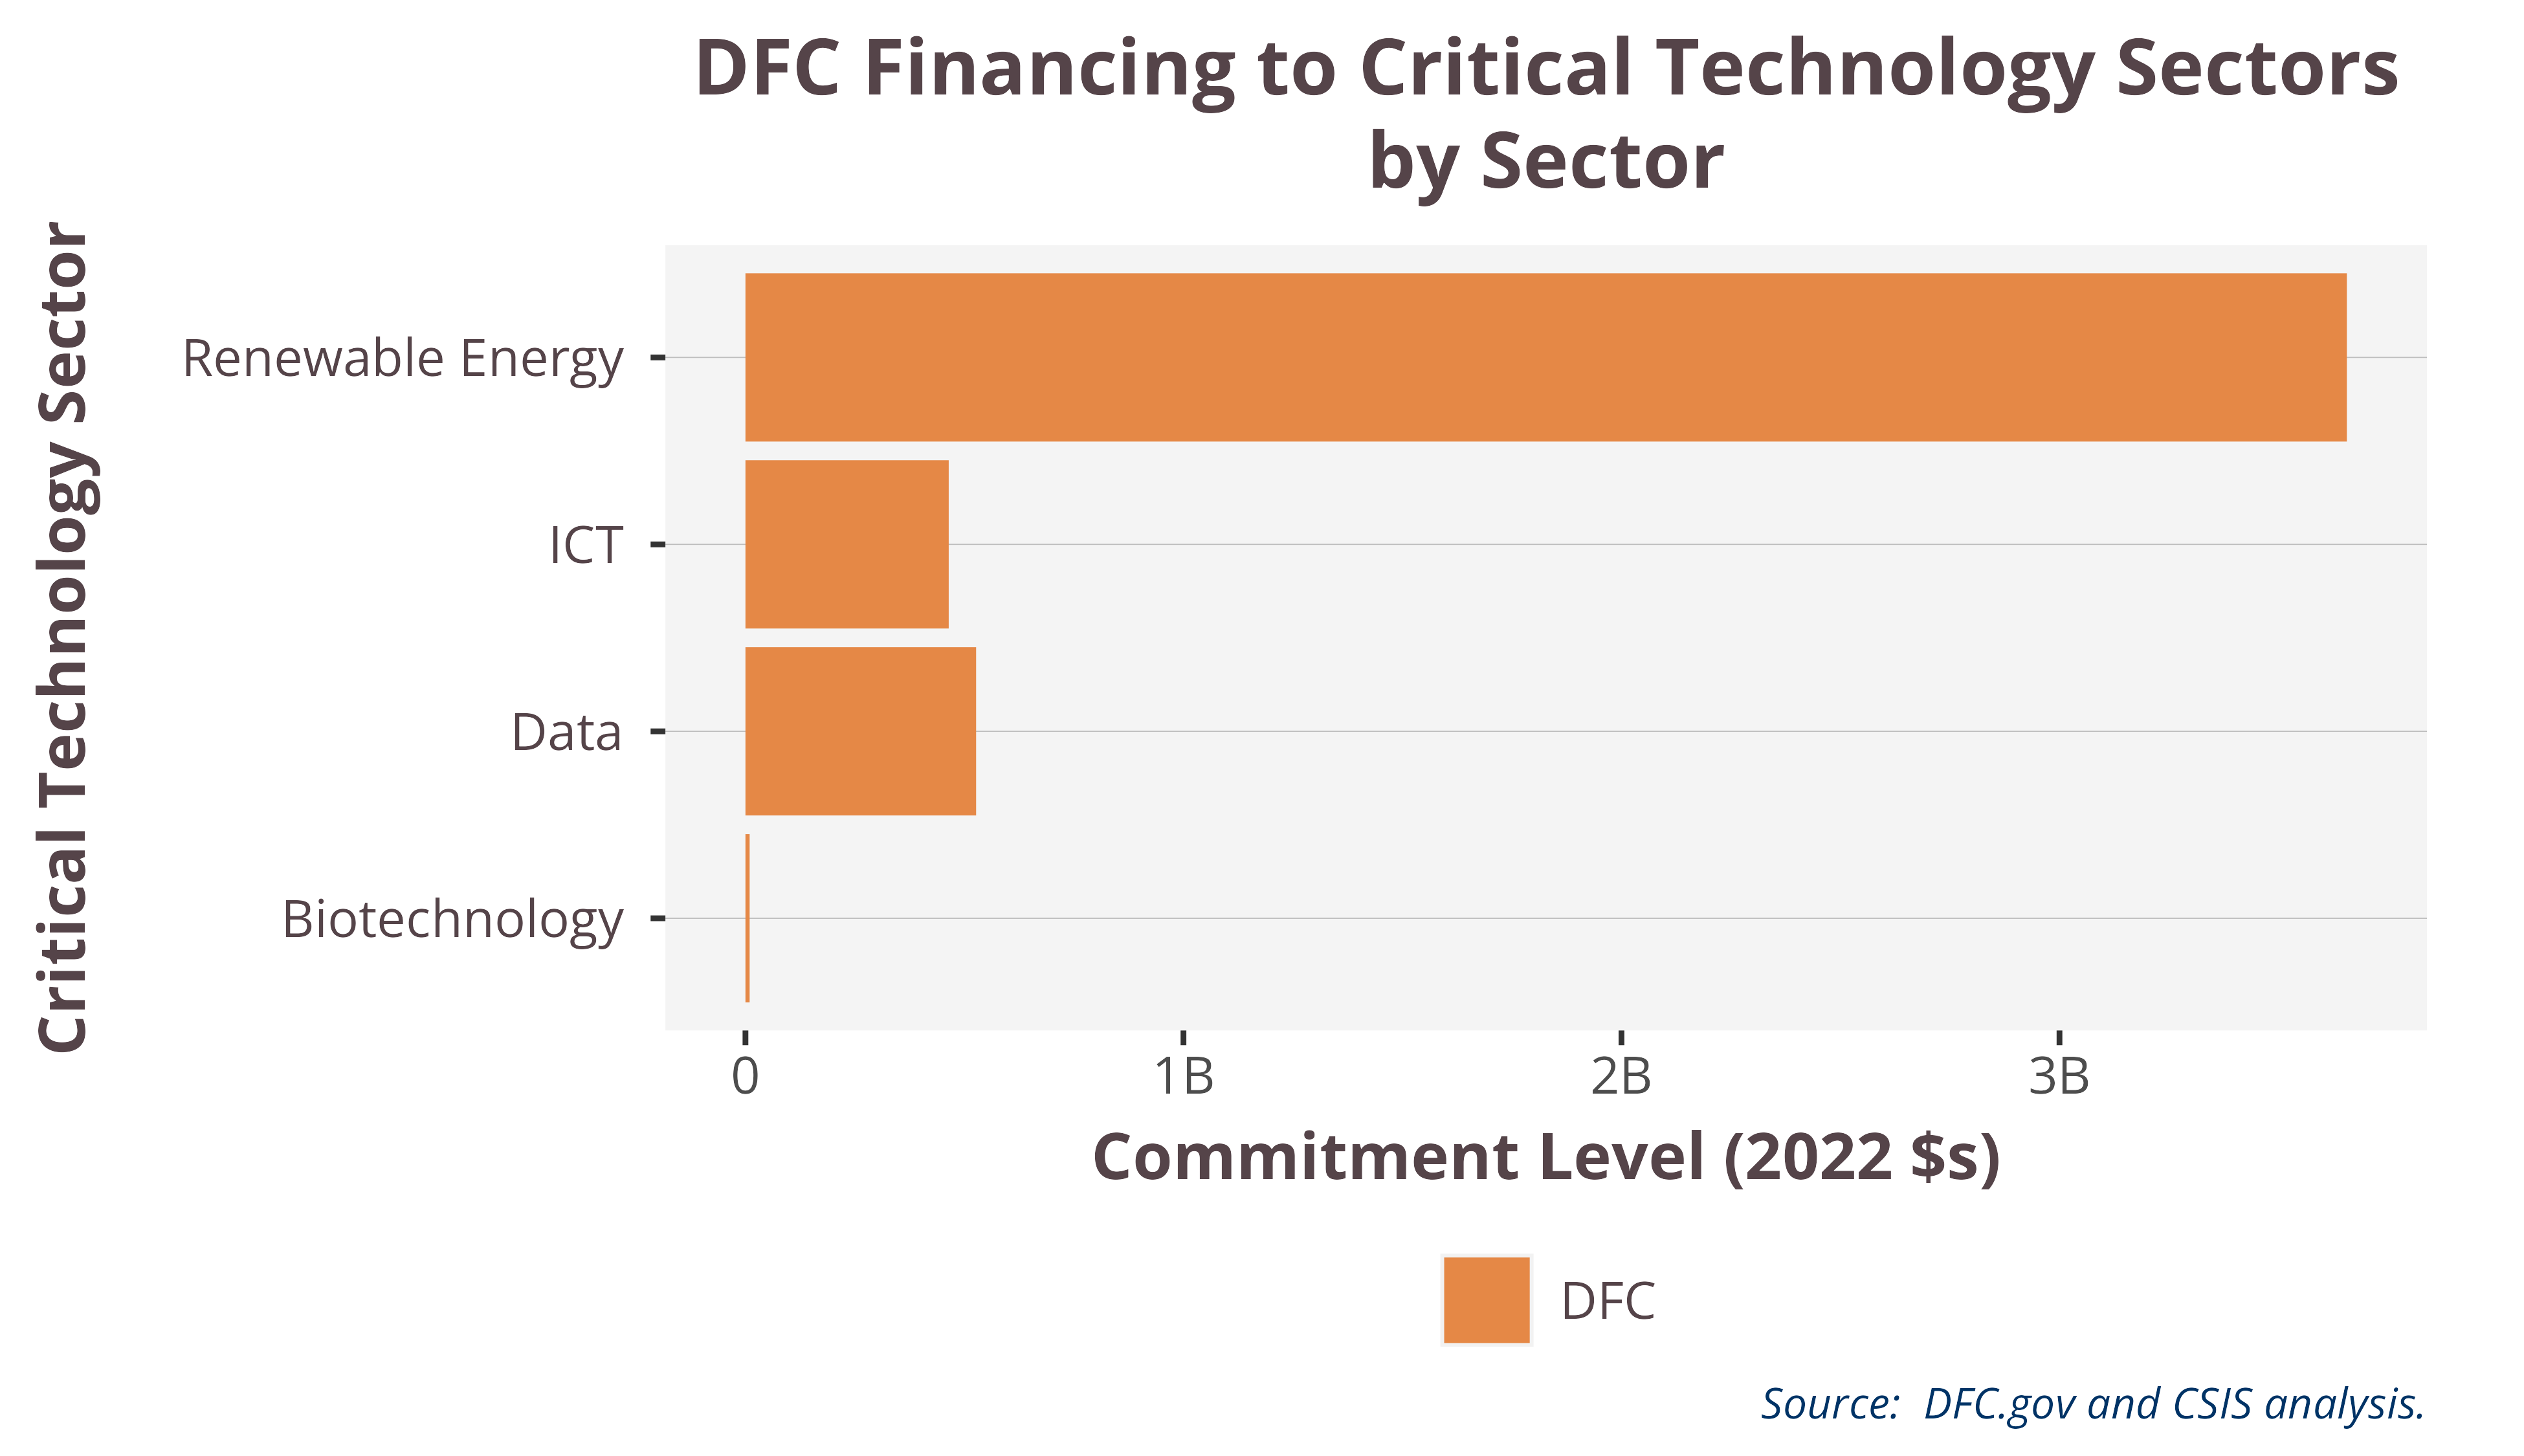 DFC Financing to Critical Technology Sectors
by Sector
Critical Technology Sector
Renewable Energy
ICT
Data
Biotechnology
0 1B 2B 3B
Commitment Level (2022 $s)
DFC
Source: DFC.gov and CSIS analysis.